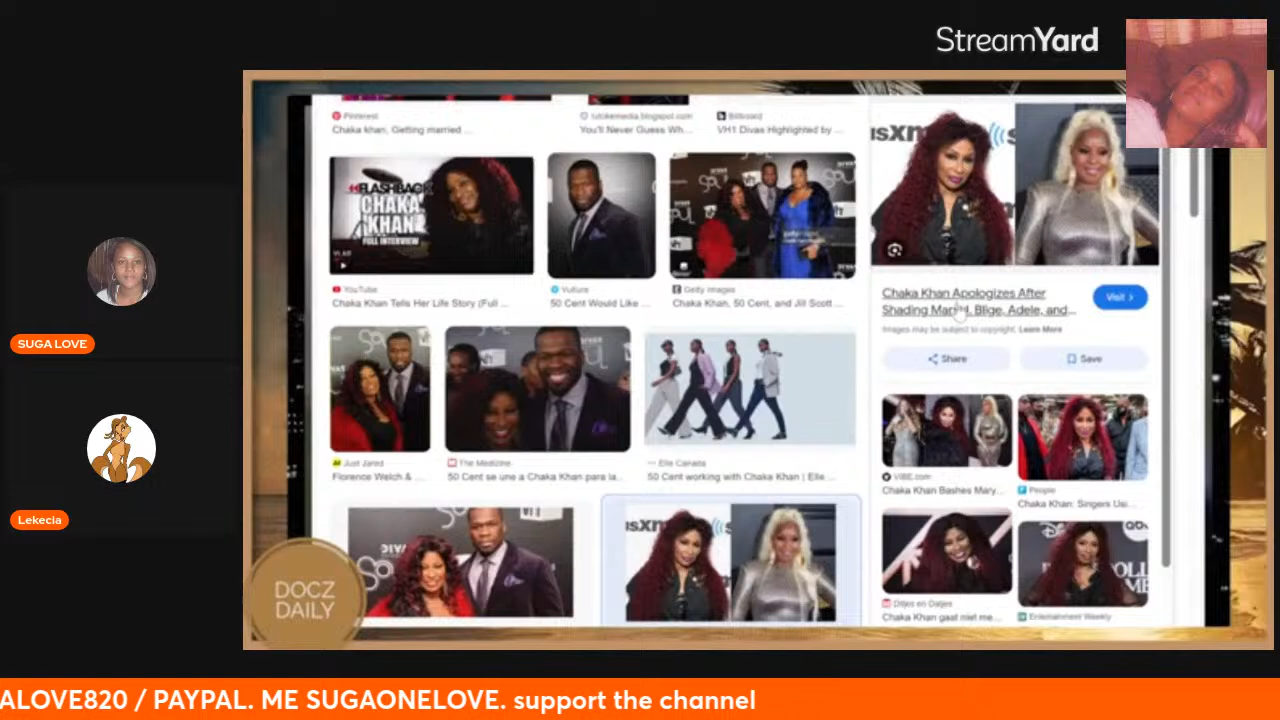 StreamYard
Pinterest
Chaka khan, Getting married ...
lutokemedia.blogspot.com
You'll Never Guess Wh...
Billboard
VH1 Divas Highlighted by ...
FLASHBACK
CHAKA
KHAN
FULL INTERVIEW
VLAD
YouTube
Chaka Khan Tells Her Life Story (Full ...
Vulture
50 Cent Would Like ...
Getty Images
Chaka Khan, 50 Cent, and Jill Scott ...
Chaka Khan Apologizes After
Shading Mary J. Blige, Adele, and...
Visit >
Images may be subject to copyright. Learn More
Share
Save
SUGA LOVE
Just Jared
Florence Welch & ...
The Medizine
50 Cent se une a Chaka Khan para la...
Elle Canada
50 Cent working with Chaka Khan | Elle ...
VIBE.com
Chaka Khan Bashes Mary...
People
Chaka Khan: Singers Usi...
Lekecia
DOCZ
DAILY
Ditjes en Datjes
Chaka Khan gaat niet me...
Entertainment Weekly
ALOVE820 / PAYPAL. ME SUGAONELOVE. support the channel